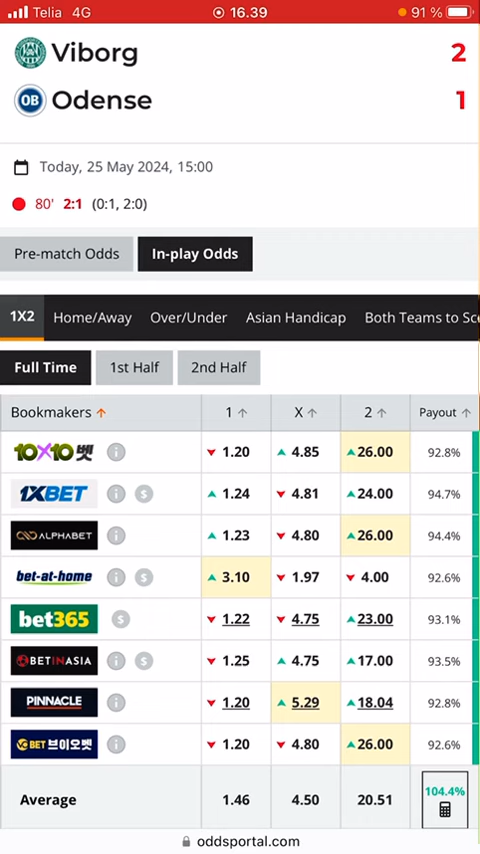 Telia 4G 16.39 91 %
Viborg 2
OB Odense 1
Today, 25 May 2024, 15:00
80' 2:1 (0:1, 2:0)
Pre-match Odds In-play Odds
1X2 Home/Away Over/Under Asian Handicap Both Teams to Sc
Full Time 1st Half 2nd Half
Bookmakers 1 X 2 Payout
10X10 벳 1.20 4.85 26.00 92.8%
1XBET 1.24 4.81 24.00 94.7%
ALPHABET 1.23 4.80 26.00 94.4%
bet-at-home 3.10 1.97 4.00 92.6%
bet365 1.22 4.75 23.00 93.1%
BETINASIA 1.25 4.75 17.00 93.5%
PINNACLE 1.20 5.29 18.04 92.8%
VBET 브이오벳 1.20 4.80 26.00 92.6%
Average 1.46 4.50 20.51 104.4%
oddsportal.com